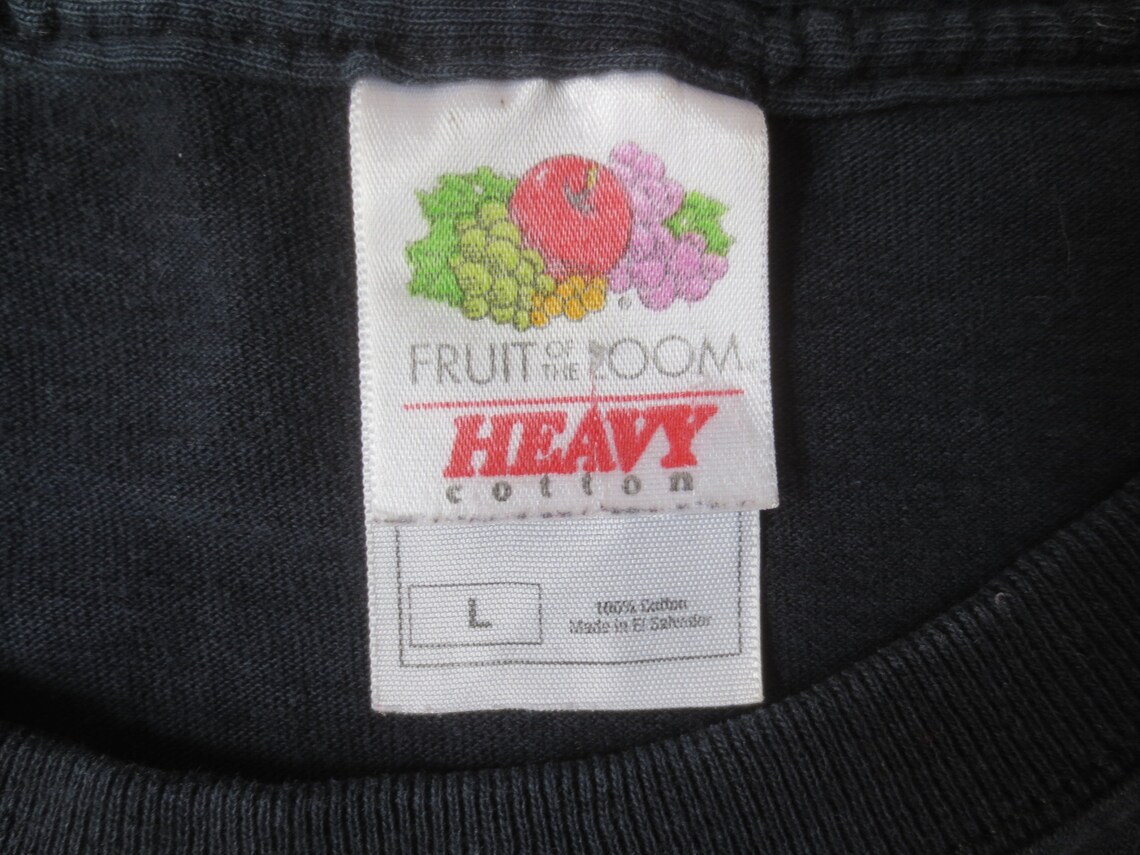 FRUIT OF THE LOOM
HEAVY
cotton
L
100% Cotton
Made in El Salvador